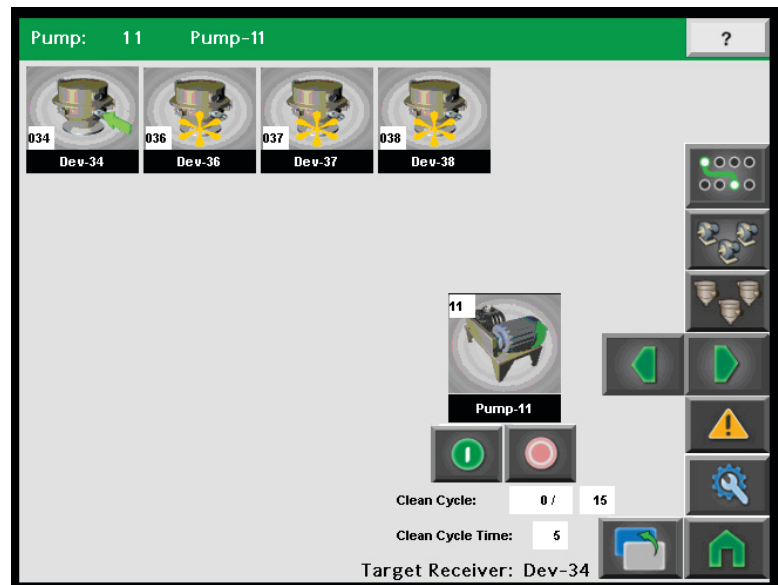 Pump: 11 Pump-11 ?
034 036 037 038
Dev-34 Dev-36 Dev-37 Dev-38
11
Pump-11
Clean Cycle: 0 / 15
Clean Cycle Time: 5
Target Receiver: Dev-34